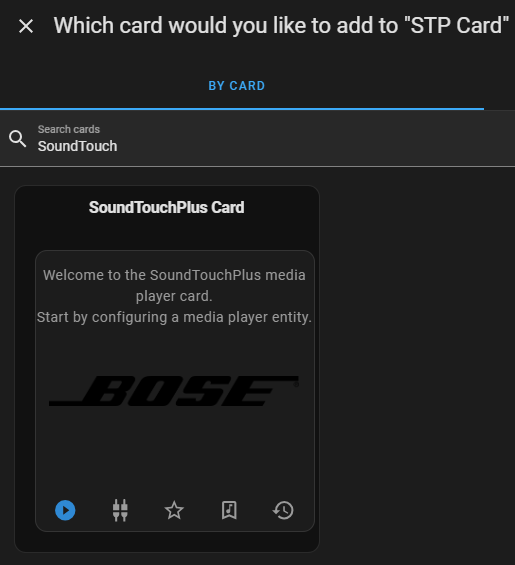 Which card would you like to add to "STP Card"
BY CARD
Search cards
SoundTouch
SoundTouchPlus Card
Welcome to the SoundTouchPlus media
player card.
Start by configuring a media player entity.
BOSE